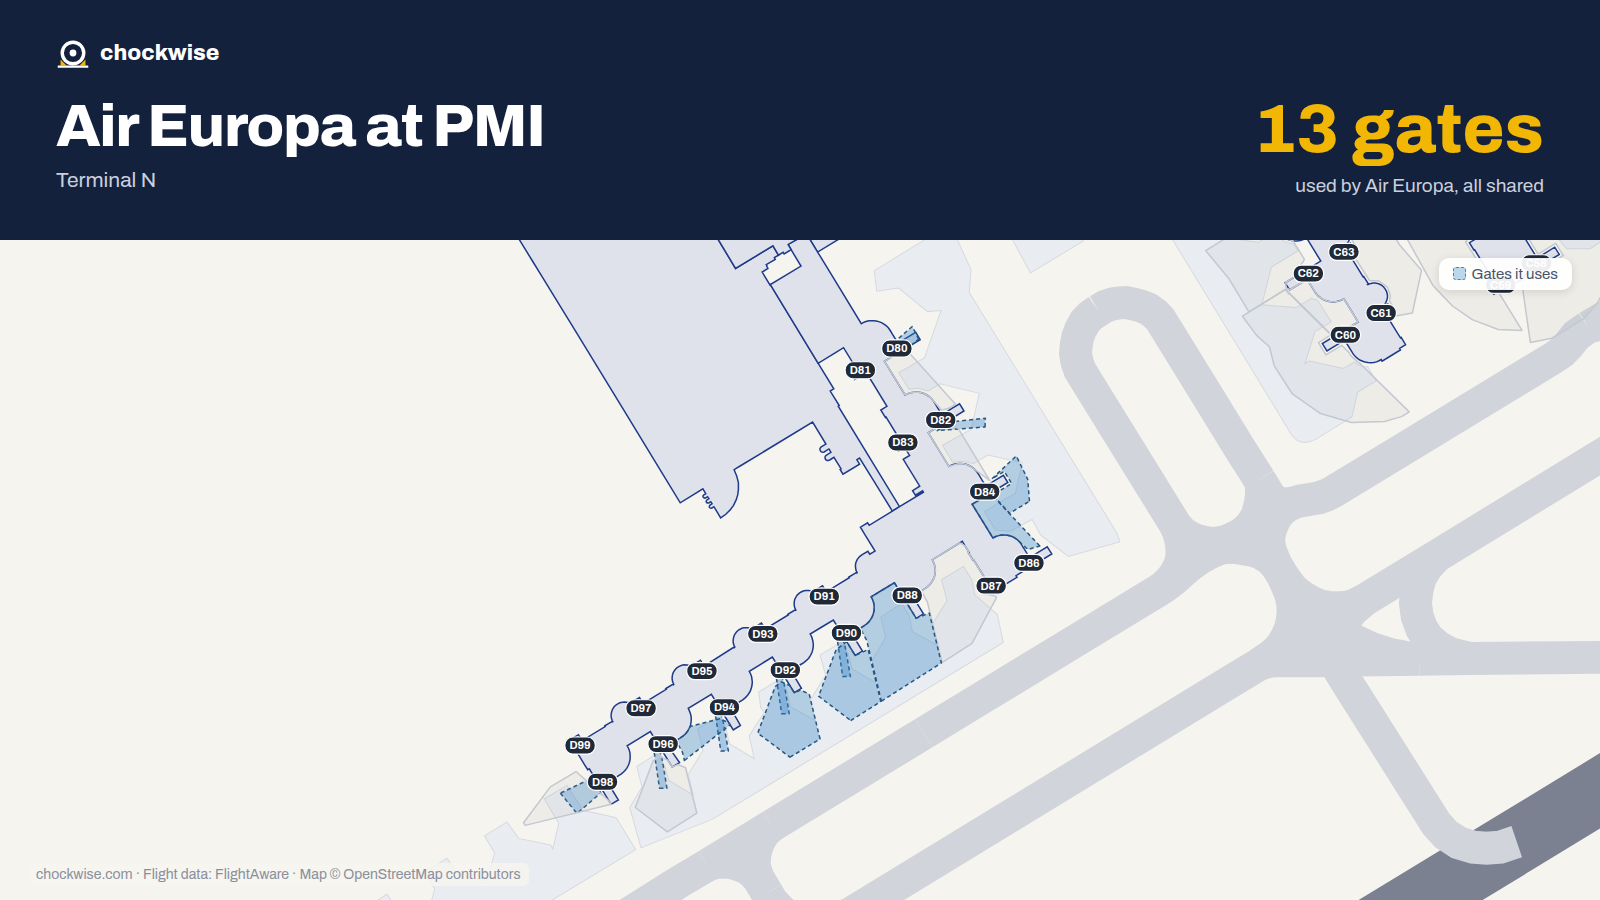 chockwise
Air Europa at PMI
Terminal N
13 gates
used by Air Europa, all shared
C63
C62
Gates it uses
C61
C60
D80
D81
D82
D83
D84
D86
D87
D88
D91
D90
D93
D92
D95
D94
D97
D96
D99
D98
chockwise.com · Flight data: FlightAware · Map © OpenStreetMap contributors